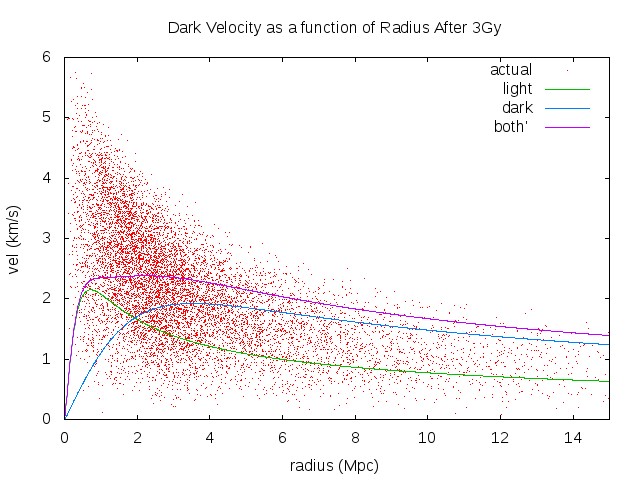 Dark Velocity as a function of Radius After 3Gy
6
actual
light
5
dark
both'
4
vel (km/s)
3
2
1
0
0 2 4 6 8 10 12 14
radius (Mpc)